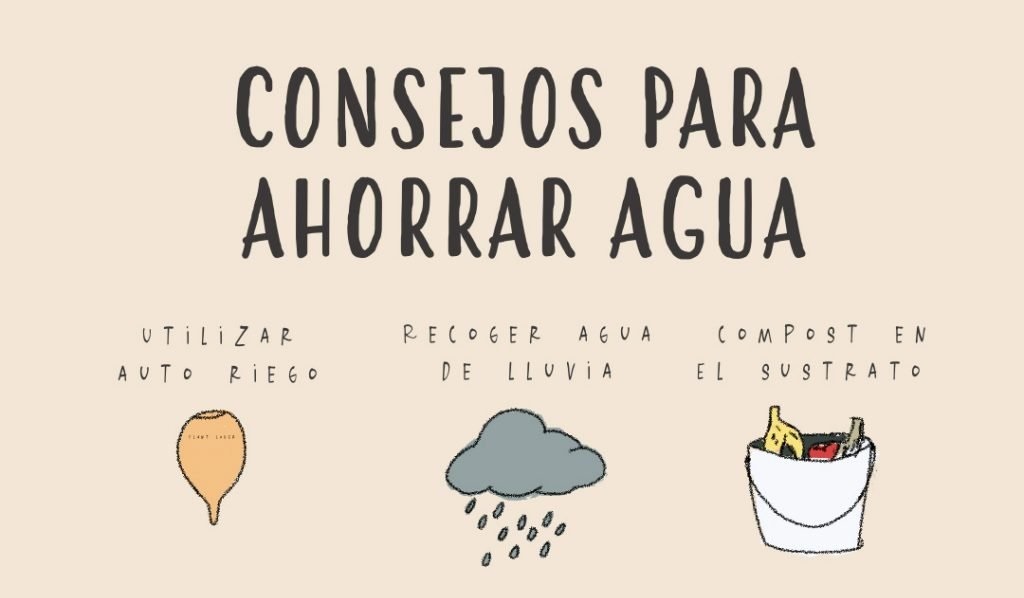 CONSEJOS PARA
AHORRAR AGUA
UTiLiZAR
AUTO RiEGO
RECOGER AGUA
DE LLUViA
COMPOST EN
EL SUSTRATO